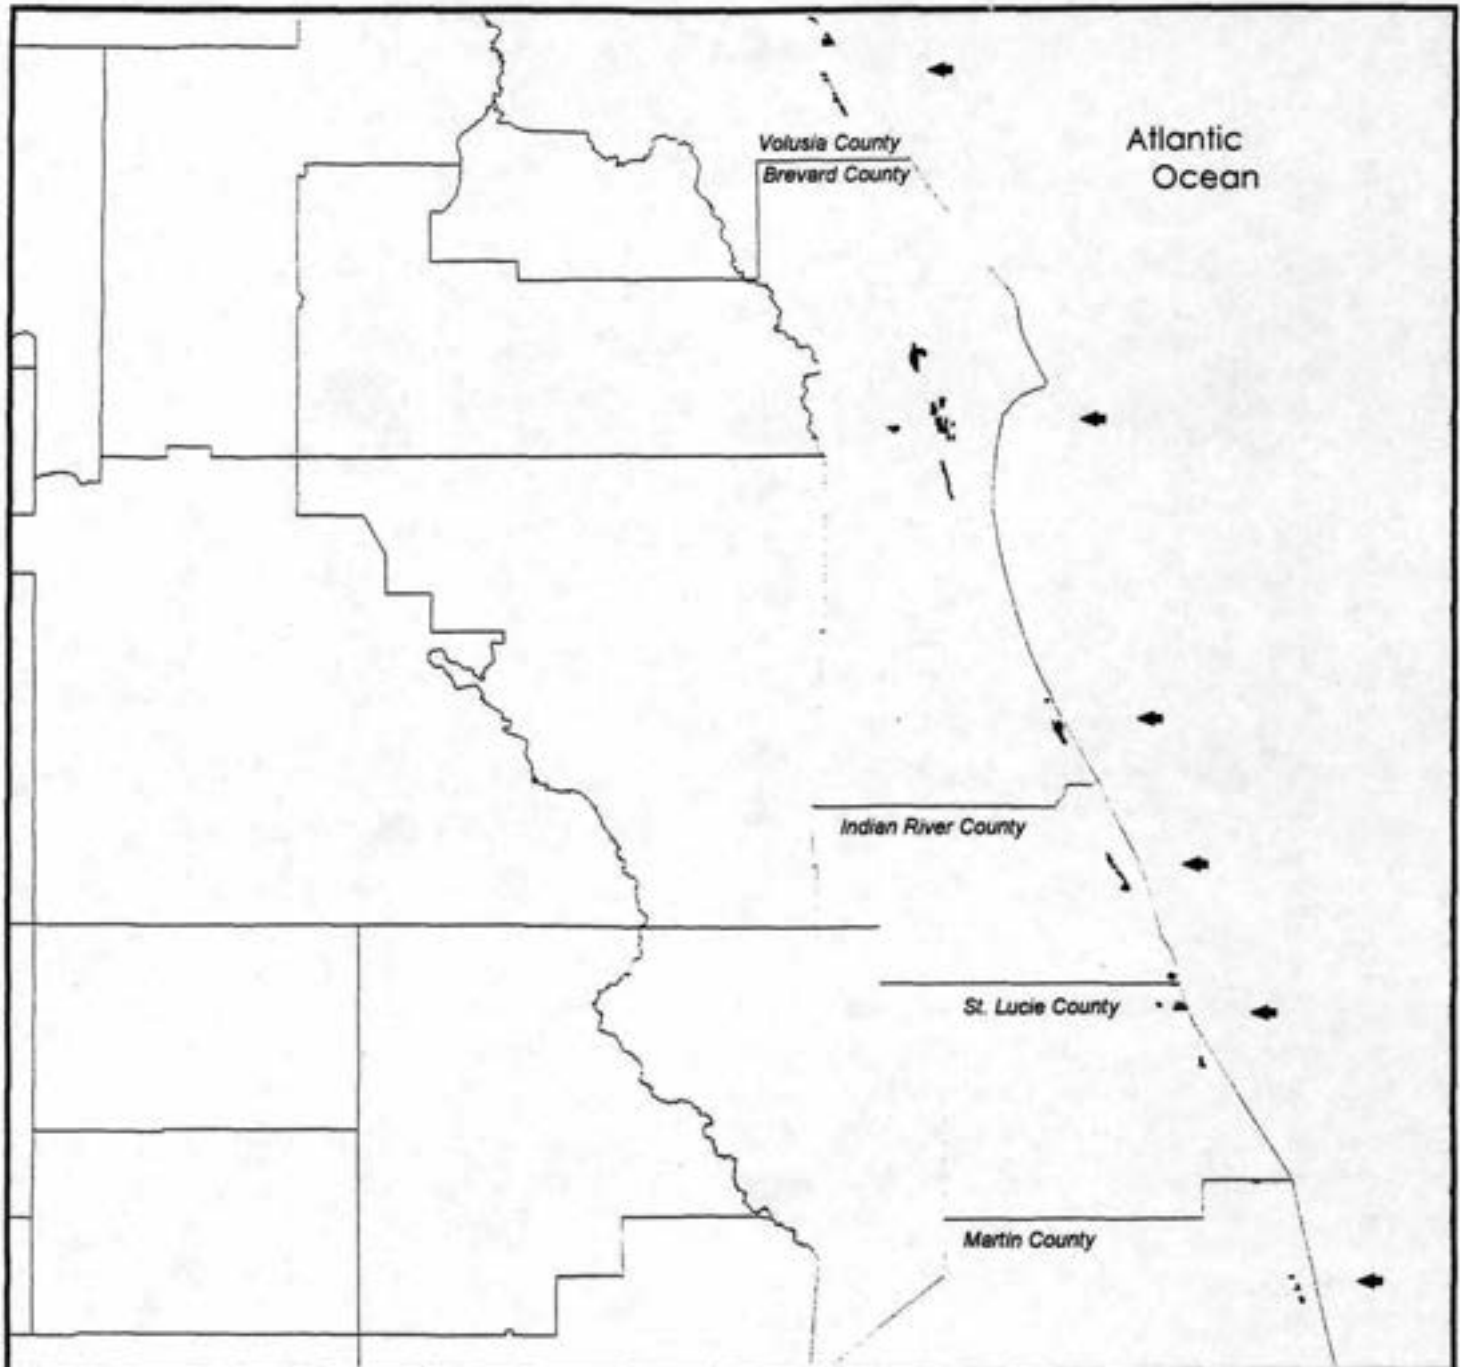 Volusia County
Atlantic
Ocean
Brevard County
Indian River County
St. Lucie County
Martin County